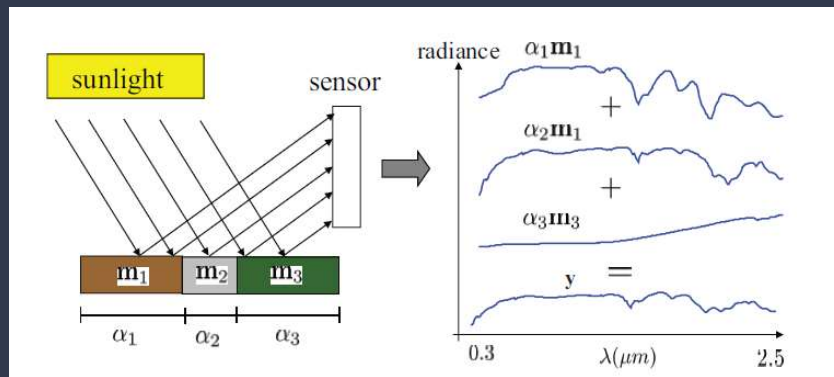 sunlight
sensor
m₁ m₂ m₃
α₁ α₂ α₃
radiance
α₁m₁
+
α₂m₁
+
α₃m₃
=
y
0.3 λ(μm) 2.5